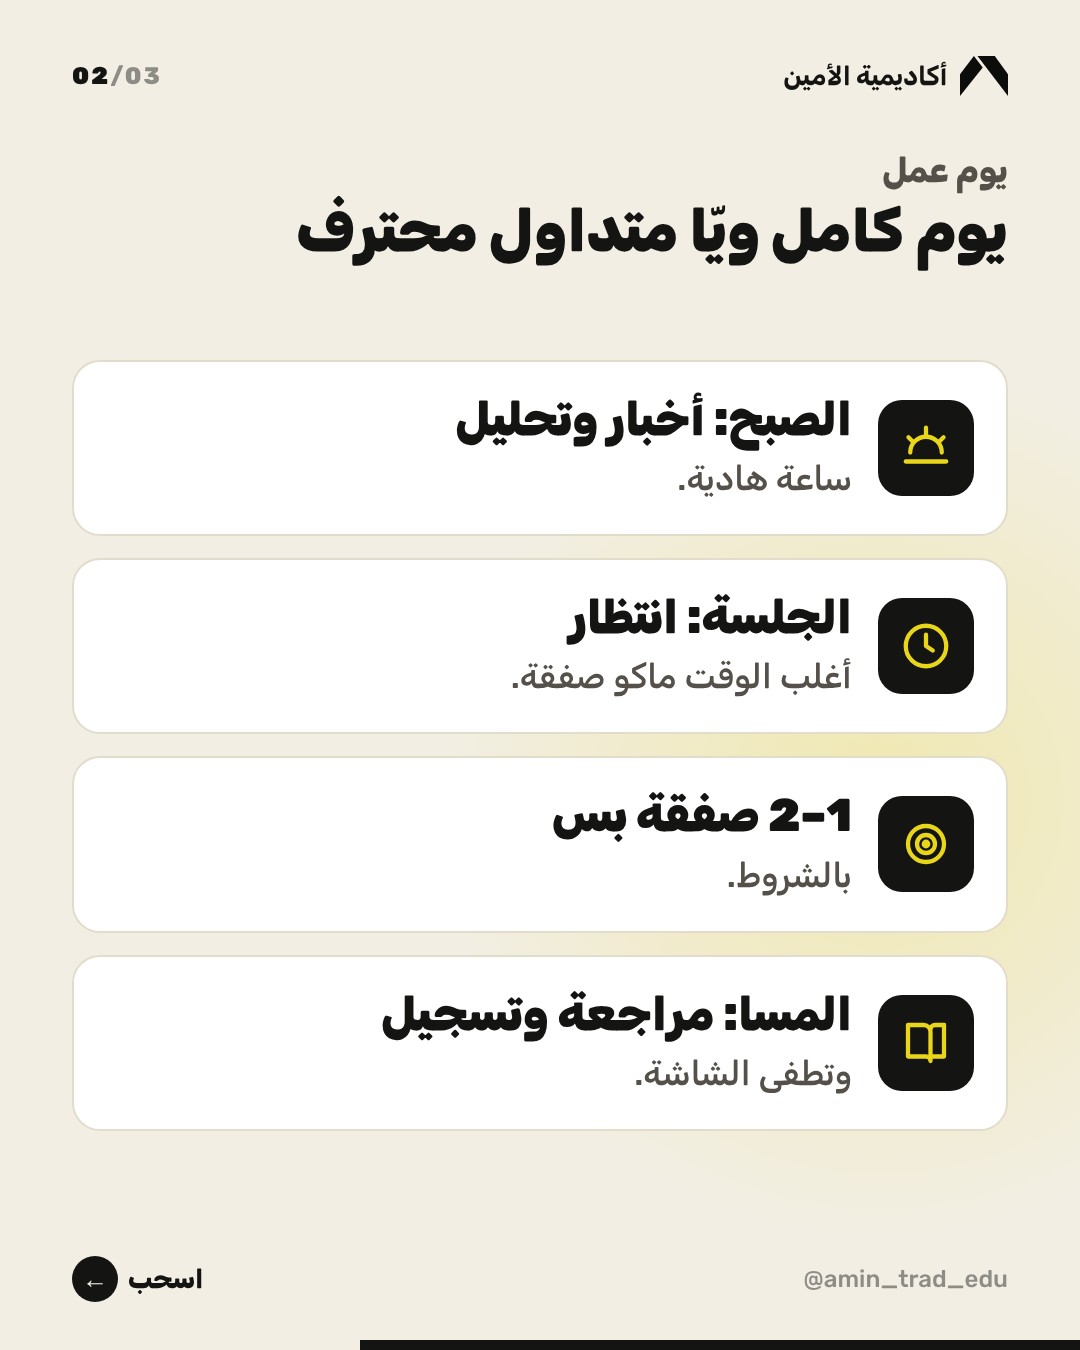 أكاديمية الأمين
02/03
يوم عمل
يوم كامل ويّا متداول محترف
الصبح: أخبار وتحليل
ساعة هادية.
الجلسة: انتظار
أغلب الوقت ماكو صفقة.
1–2 صفقة بس
بالشروط.
المسا: مراجعة وتسجيل
وتطفى الشاشة.
@amin_trad_edu
اسحب ←